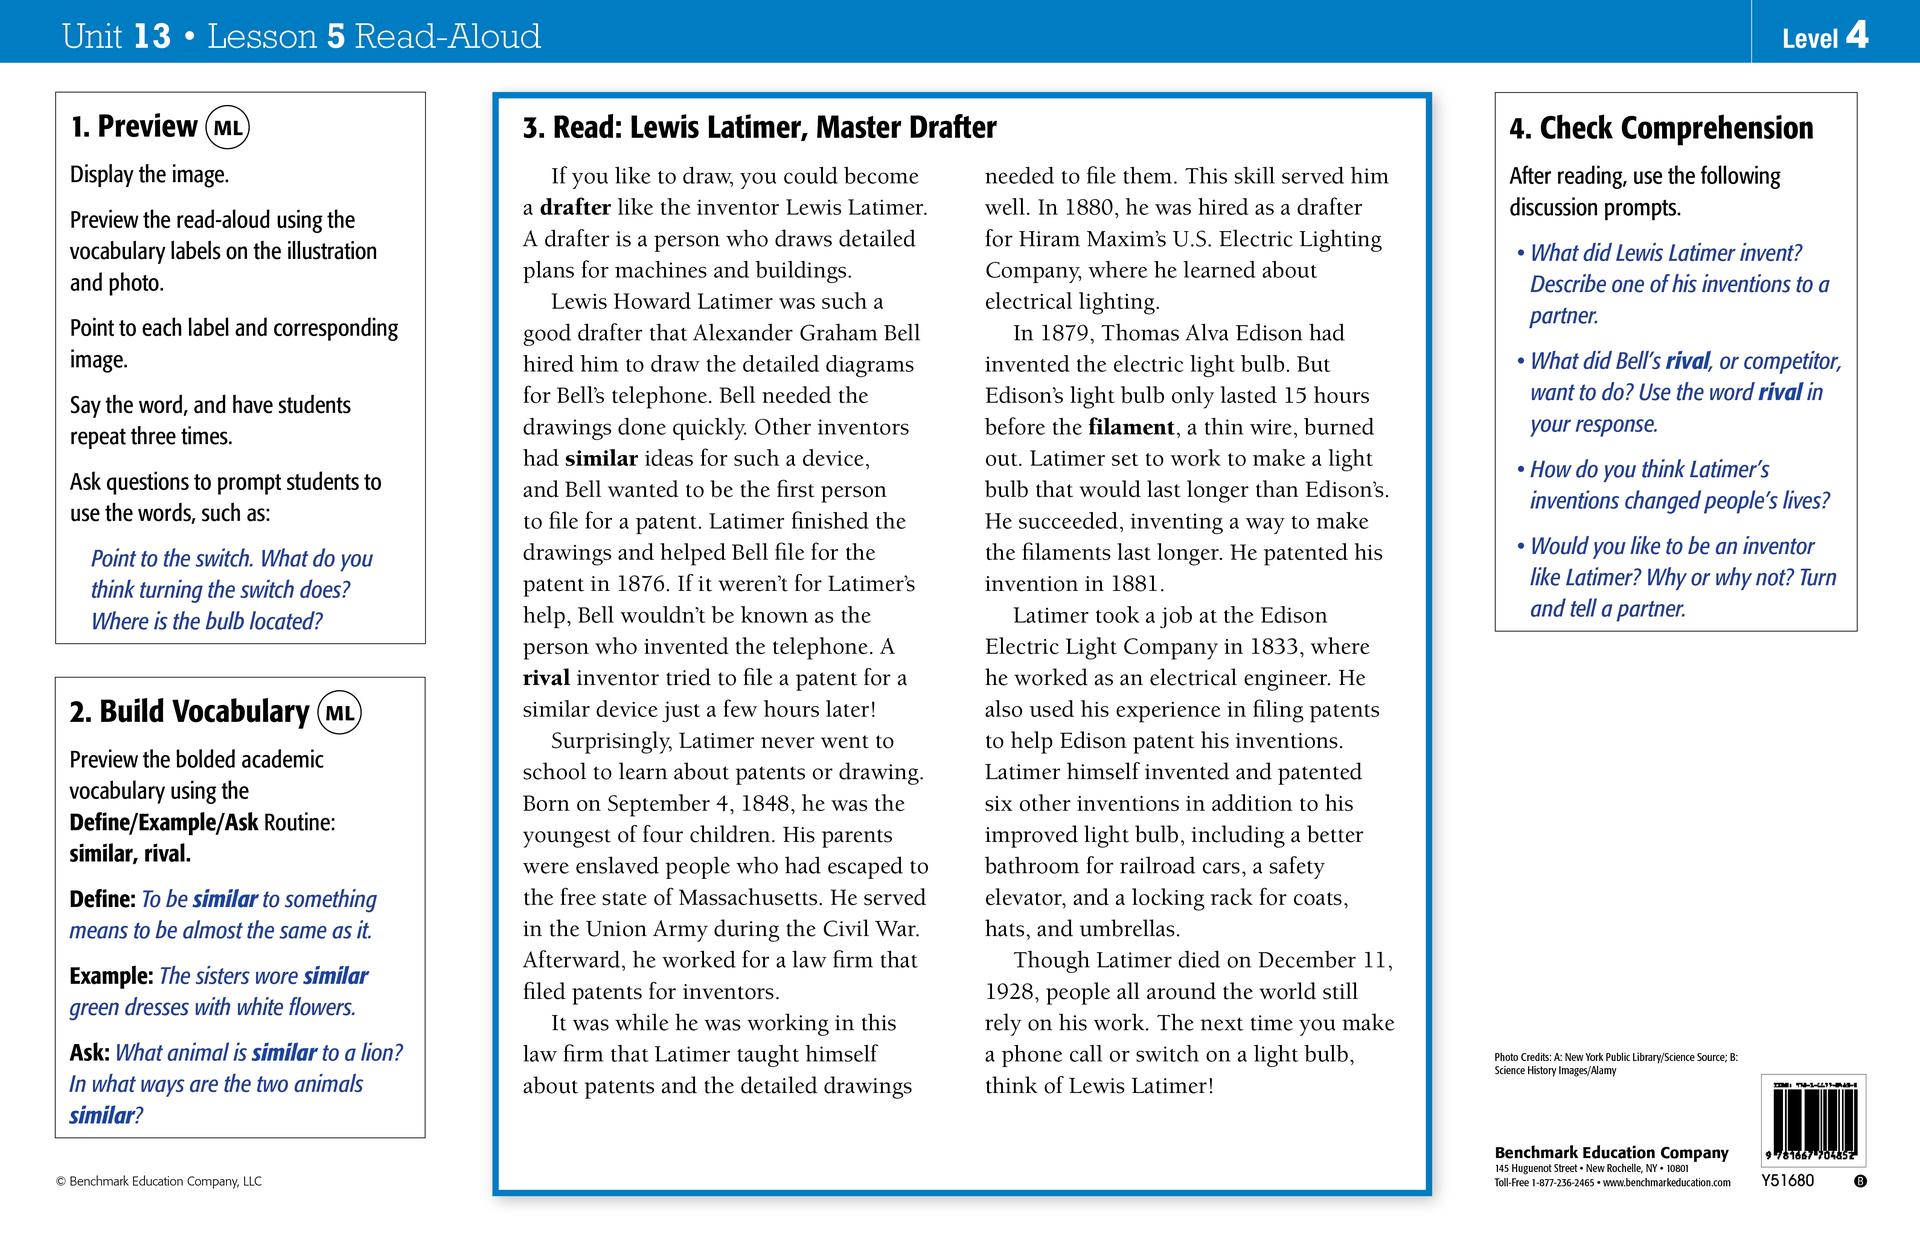 Unit 13 • Lesson 5 Read-Aloud
Level 4
1. Preview ML
Display the image.
Preview the read-aloud using the
vocabulary labels on the illustration
and photo.
Point to each label and corresponding
image.
Say the word, and have students
repeat three times.
Ask questions to prompt students to
use the words, such as:
Point to the switch. What do you
think turning the switch does?
Where is the bulb located?
2. Build Vocabulary ML
Preview the bolded academic
vocabulary using the
Define/Example/Ask Routine:
similar, rival.
Define: To be similar to something
means to be almost the same as it.
Example: The sisters wore similar
green dresses with white flowers.
Ask: What animal is similar to a lion?
In what ways are the two animals
similar?
© Benchmark Education Company, LLC
3. Read: Lewis Latimer, Master Drafter
If you like to draw, you could become
a drafter like the inventor Lewis Latimer.
A drafter is a person who draws detailed
plans for machines and buildings.
Lewis Howard Latimer was such a
good drafter that Alexander Graham Bell
hired him to draw the detailed diagrams
for Bell's telephone. Bell needed the
drawings done quickly. Other inventors
had similar ideas for such a device,
and Bell wanted to be the first person
to file for a patent. Latimer finished the
drawings and helped Bell file for the
patent in 1876. If it weren't for Latimer's
help, Bell wouldn't be known as the
person who invented the telephone. A
rival inventor tried to file a patent for a
similar device just a few hours later!
Surprisingly, Latimer never went to
school to learn about patents or drawing.
Born on September 4, 1848, he was the
youngest of four children. His parents
were enslaved people who had escaped to
the free state of Massachusetts. He served
in the Union Army during the Civil War.
Afterward, he worked for a law firm that
filed patents for inventors.
It was while he was working in this
law firm that Latimer taught himself
about patents and the detailed drawings
needed to file them. This skill served him
well. In 1880, he was hired as a drafter
for Hiram Maxim's U.S. Electric Lighting
Company, where he learned about
electrical lighting.
In 1879, Thomas Alva Edison had
invented the electric light bulb. But
Edison's light bulb only lasted 15 hours
before the filament, a thin wire, burned
out. Latimer set to work to make a light
bulb that would last longer than Edison's.
He succeeded, inventing a way to make
the filaments last longer. He patented his
invention in 1881.
Latimer took a job at the Edison
Electric Light Company in 1833, where
he worked as an electrical engineer. He
also used his experience in filing patents
to help Edison patent his inventions.
Latimer himself invented and patented
six other inventions in addition to his
improved light bulb, including a better
bathroom for railroad cars, a safety
elevator, and a locking rack for coats,
hats, and umbrellas.
Though Latimer died on December 11,
1928, people all around the world still
rely on his work. The next time you make
a phone call or switch on a light bulb,
think of Lewis Latimer!
4. Check Comprehension
After reading, use the following
discussion prompts.
• What did Lewis Latimer invent?
Describe one of his inventions to a
partner.
• What did Bell's rival, or competitor,
want to do? Use the word rival in
your response.
• How do you think Latimer's
inventions changed people's lives?
• Would you like to be an inventor
like Latimer? Why or why not? Turn
and tell a partner.
Photo Credits: A: New York Public Library/Science Source; B:
Science History Images/Alamy
Benchmark Education Company
145 Huguenot Street • New Rochelle, NY • 10801
Toll-Free 1-877-236-2465 • www.benchmarkeducation.com
9 781667 704852
Y51680
B